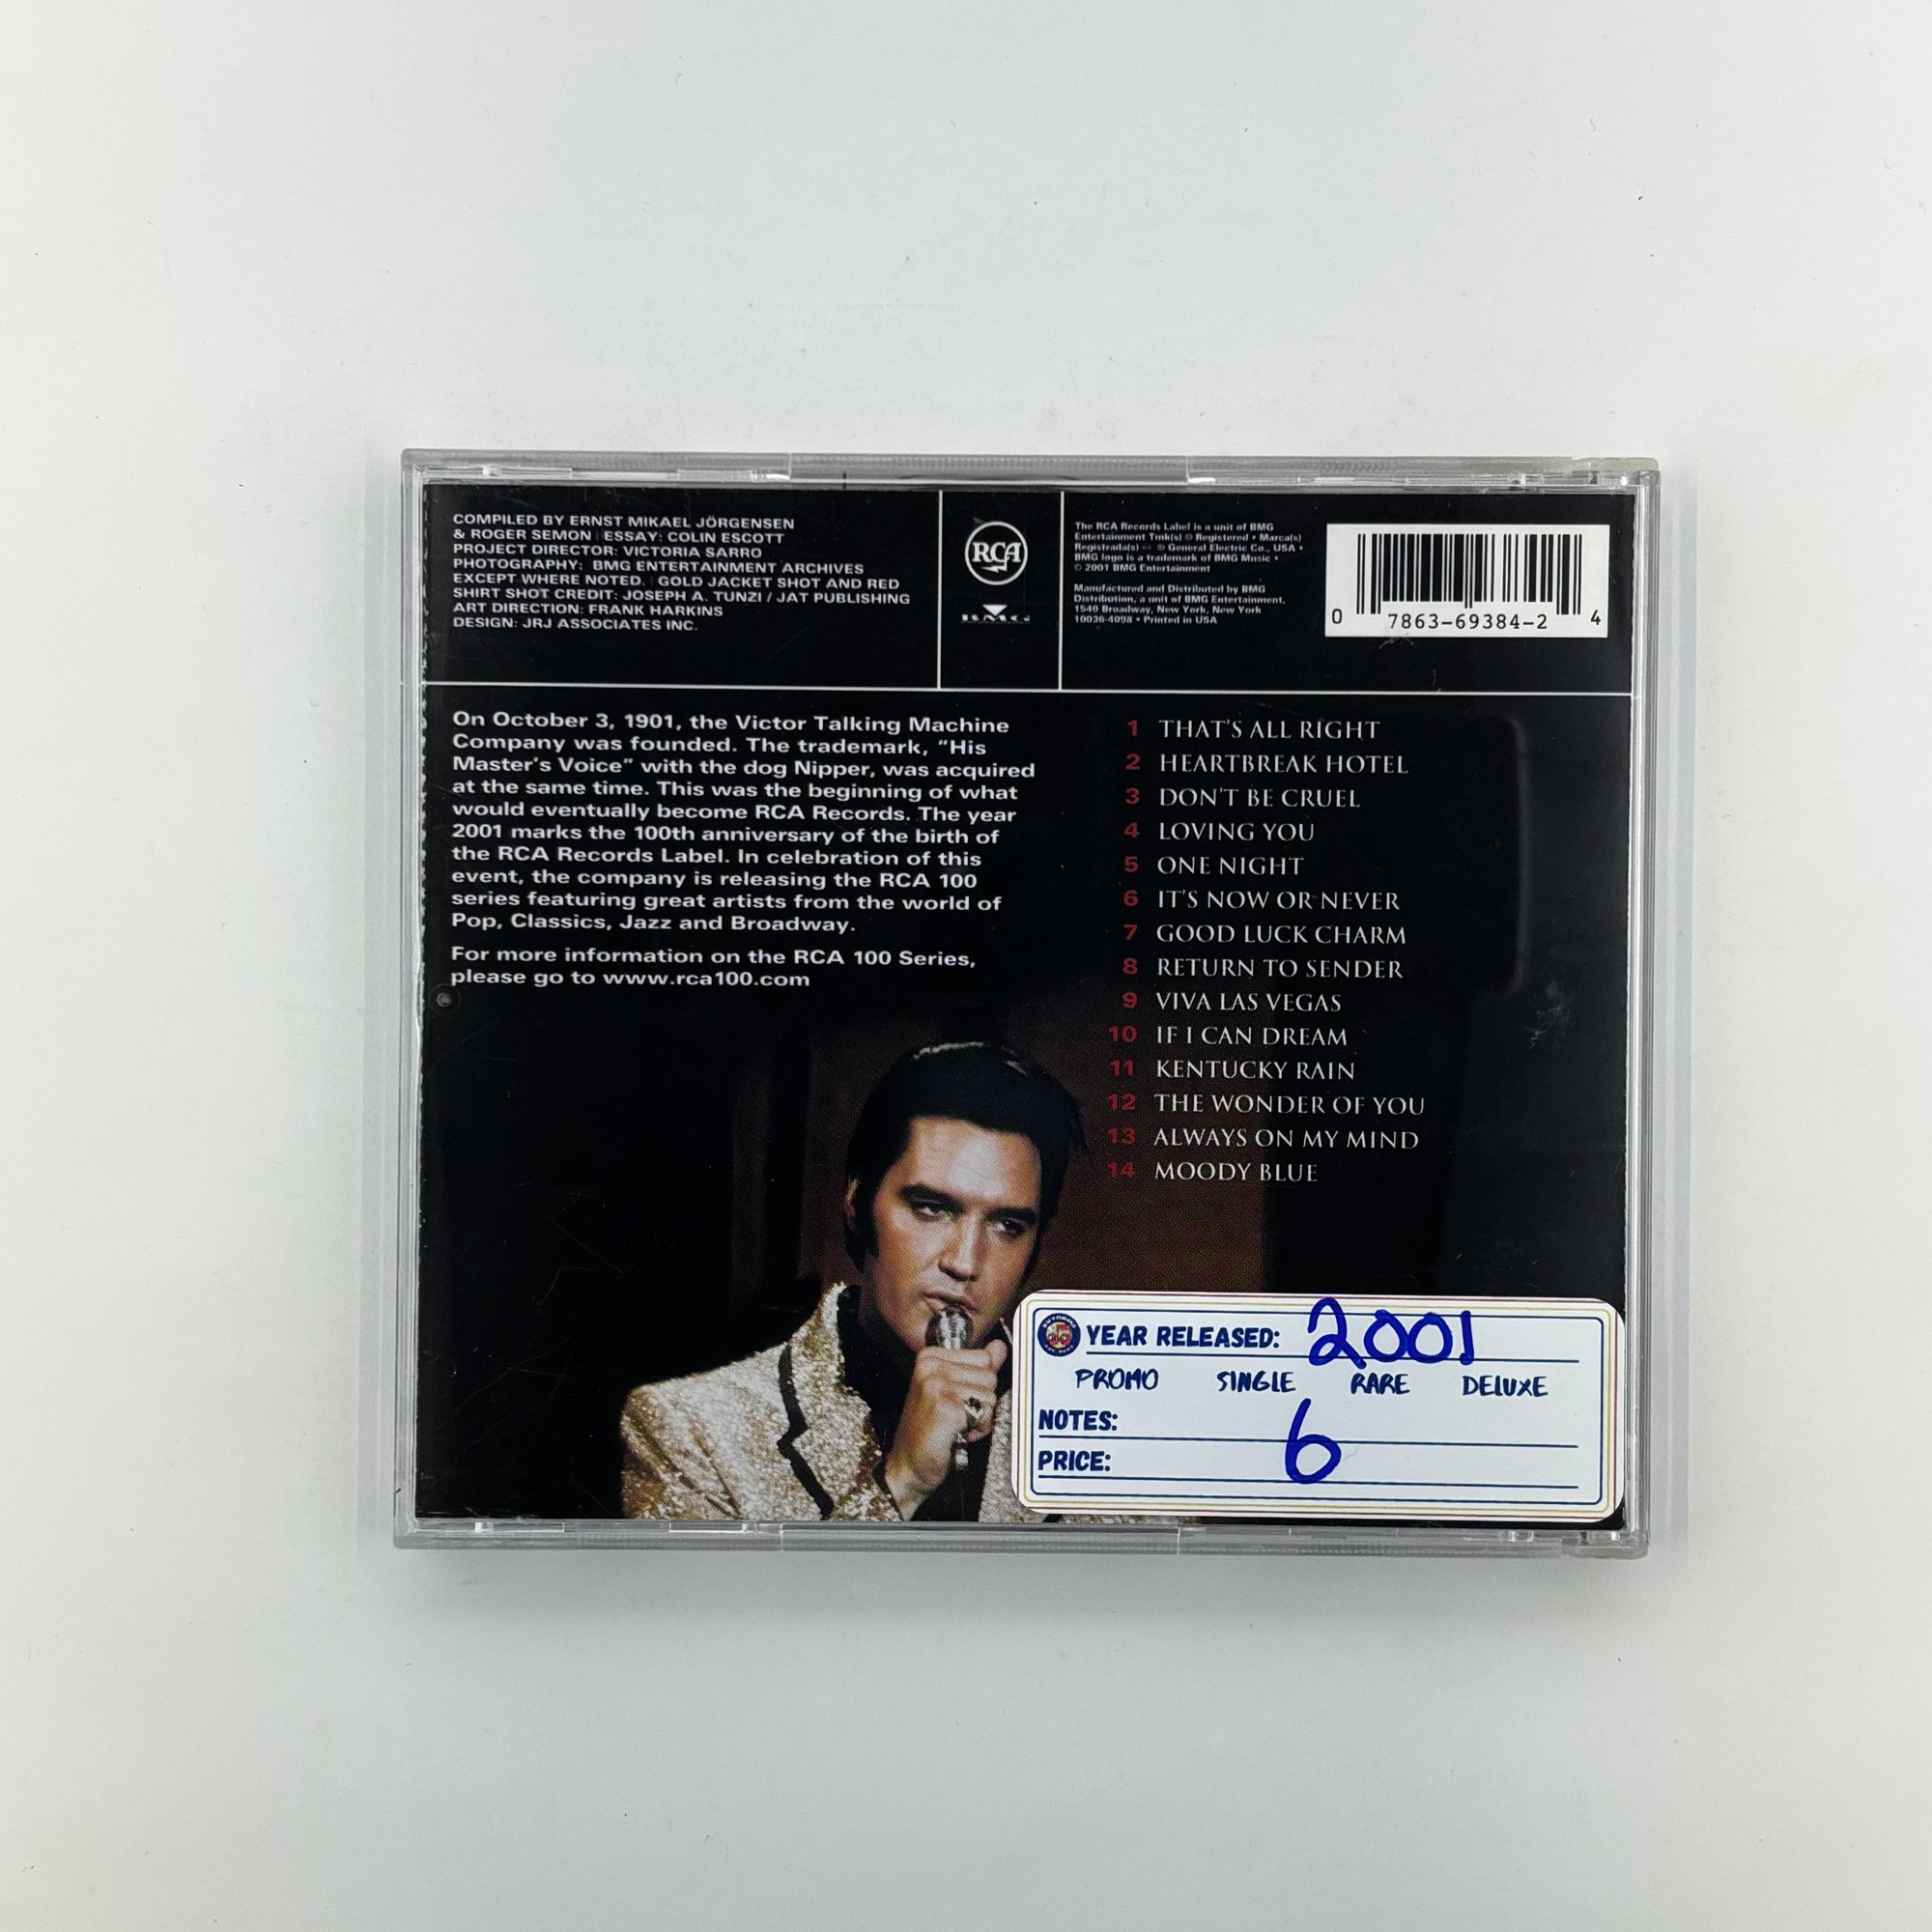 COMPILED BY ERNST MIKAEL JÖRGENSEN
& ROGER SEMON | ESSAY: COLIN ESCOTT
PROJECT DIRECTOR: VICTORIA SARRO
PHOTOGRAPHY: BMG ENTERTAINMENT ARCHIVES
EXCEPT WHERE NOTED. | GOLD JACKET SHOT AND RED
SHIRT SHOT CREDIT: JOSEPH A. TUNZI / JAT PUBLISHING
ART DIRECTION: FRANK HARKINS
DESIGN: JRJ ASSOCIATES INC.
RCA
BMG
The RCA Records Label is a unit of BMG
Entertainment Tmk(s) ® Registered • Marca(s)
Registrada(s) ® General Electric Co., USA •
BMG logo is a trademark of BMG Music •
© 2001 BMG Entertainment
Manufactured and Distributed by BMG
Distribution, a unit of BMG Entertainment,
1540 Broadway, New York, New York
10036-4098 • Printed in USA
0 7863-69384-2 4
On October 3, 1901, the Victor Talking Machine
Company was founded. The trademark, "His
Master's Voice" with the dog Nipper, was acquired
at the same time. This was the beginning of what
would eventually become RCA Records. The year
2001 marks the 100th anniversary of the birth of
the RCA Records Label. In celebration of this
event, the company is releasing the RCA 100
series featuring great artists from the world of
Pop, Classics, Jazz and Broadway.
For more information on the RCA 100 Series,
please go to www.rca100.com
1 THAT'S ALL RIGHT
2 HEARTBREAK HOTEL
3 DON'T BE CRUEL
4 LOVING YOU
5 ONE NIGHT
6 IT'S NOW OR NEVER
7 GOOD LUCK CHARM
8 RETURN TO SENDER
9 VIVA LAS VEGAS
10 IF I CAN DREAM
11 KENTUCKY RAIN
12 THE WONDER OF YOU
13 ALWAYS ON MY MIND
14 MOODY BLUE
YEAR RELEASED: 2001
PROMO SINGLE RARE DELUXE
NOTES:
PRICE: 6